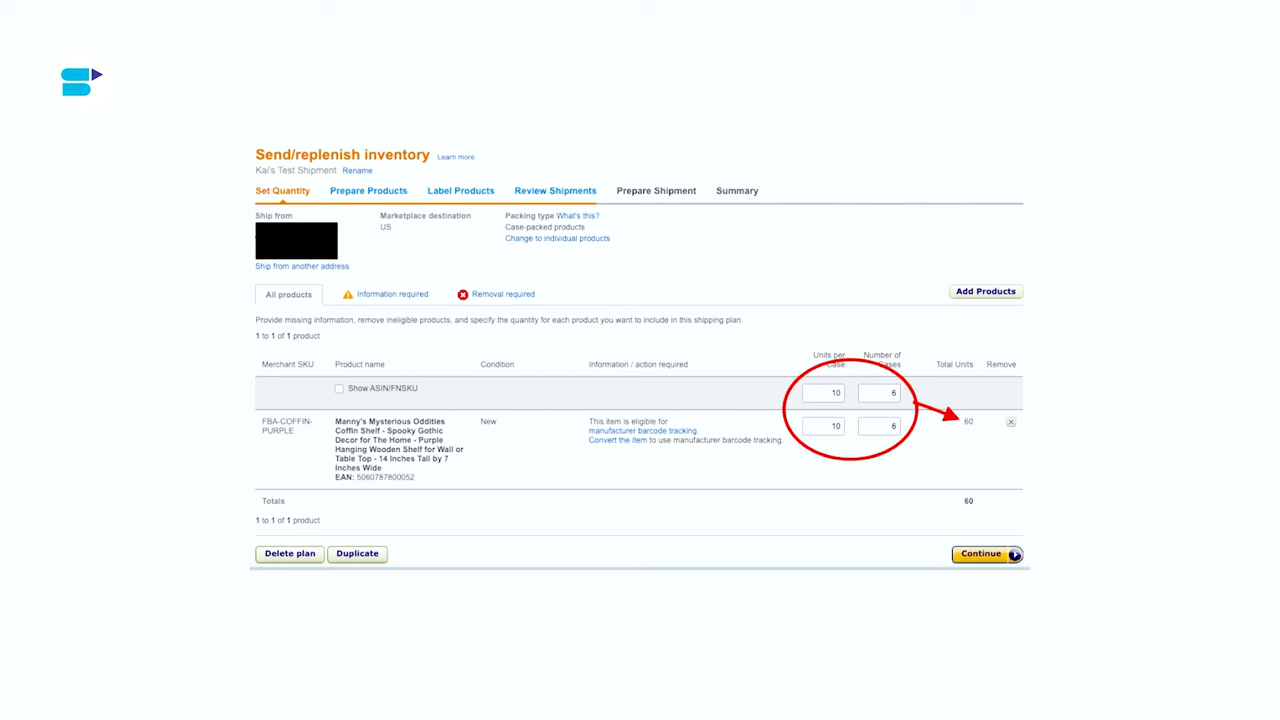 Send/replenish inventory Learn more
Kai's Test Shipment Rename
Set Quantity Prepare Products Label Products Review Shipments Prepare Shipment Summary
Ship from Marketplace destination Packing type What's this?
US Case-packed products
Change to individual products
Ship from another address
All products Information required Removal required Add Products
Provide missing information, remove ineligible products, and specify the quantity for each product you want to include in this shipping plan.
1 to 1 of 1 product
Units per Number of
Merchant SKU Product name Condition Information / action required Case Cases Total Units Remove
Show ASIN/FNSKU 10 6
FBA-COFFIN- Manny's Mysterious Oddities New This item is eligible for 10 6 60
PURPLE Coffin Shelf - Spooky Gothic manufacturer barcode tracking.
Decor for The Home - Purple Convert the item to use manufacturer barcode tracking.
Hanging Wooden Shelf for Wall or
Table Top - 14 Inches Tall by 7
Inches Wide
EAN: 5060787800052
Totals 60
1 to 1 of 1 product
Delete plan Duplicate Continue